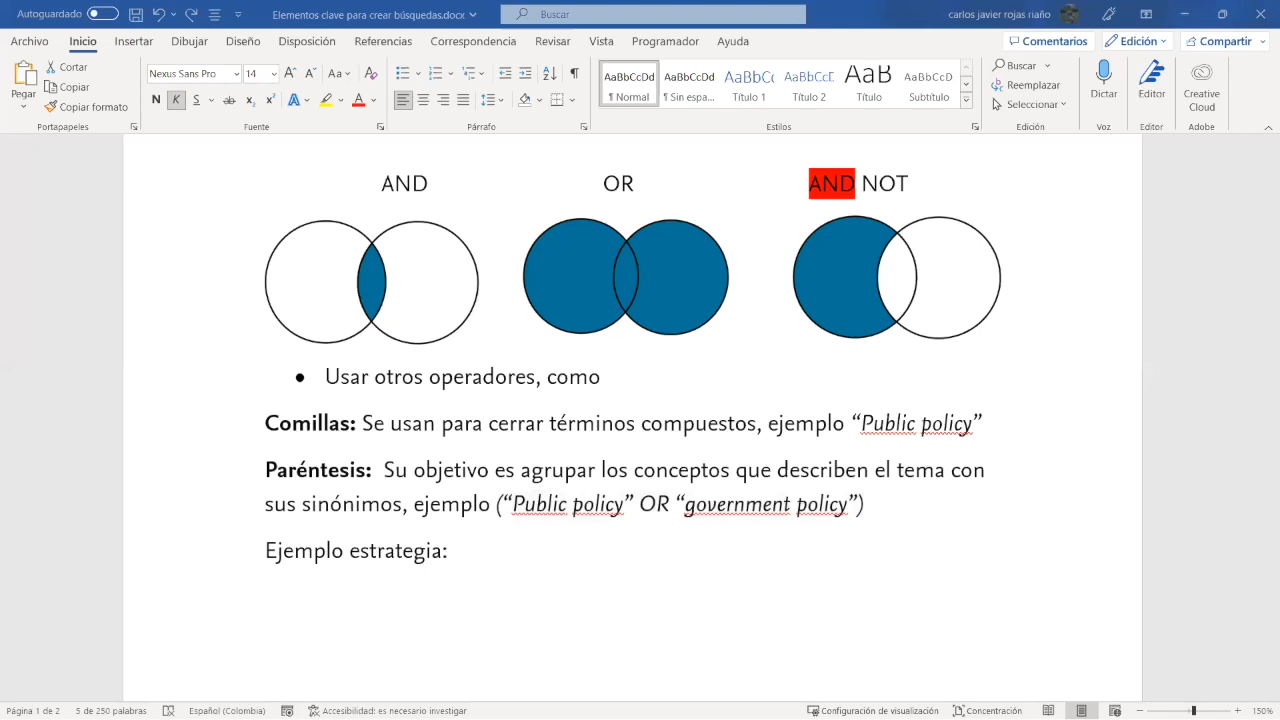 Autoguardado
Elementos clave para crear búsquedas.docx
Buscar
carlos javier rojas riaño
Archivo Inicio Insertar Dibujar Diseño Disposición Referencias Correspondencia Revisar Vista Programador Ayuda
Comentarios Edición Compartir
Pegar
Cortar
Copiar
Copiar formato
Portapapeles
Nexus Sans Pro 14
N K S ab x₂ x²
Fuente
Párrafo
AaBbCcDd AaBbCcDd AaBbCc AaBbCcE AaB AaBbCcD
¶ Normal ¶ Sin espa... Título 1 Título 2 Título Subtítulo
Estilos
Buscar
Reemplazar
Seleccionar
Edición
Dictar
Voz
Editor
Editor
Creative Cloud
Adobe
AND OR AND NOT
• Usar otros operadores, como
Comillas: Se usan para cerrar términos compuestos, ejemplo “Public policy”
Paréntesis: Su objetivo es agrupar los conceptos que describen el tema con
sus sinónimos, ejemplo (“Public policy” OR “government policy”)
Ejemplo estrategia:
Página 1 de 2 5 de 250 palabras Español (Colombia) Accesibilidad: es necesario investigar
Configuración de visualización Concentración 150%